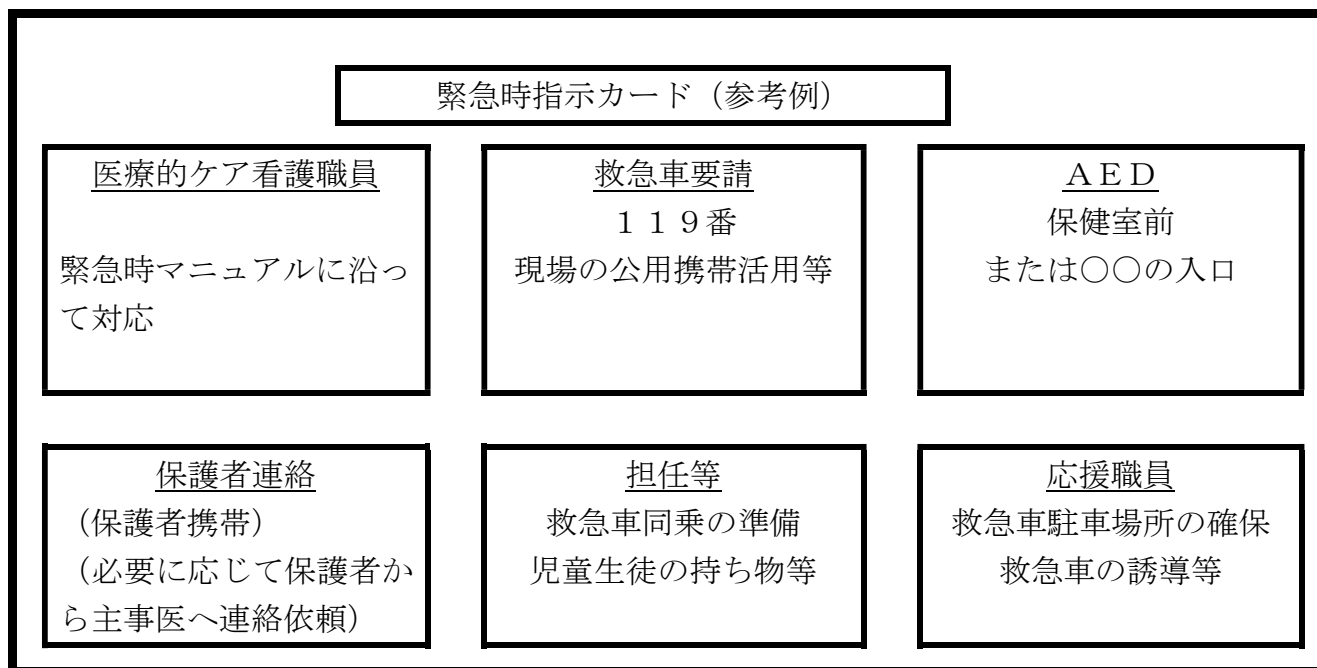 緊急時指示カード（参考例）
医療的ケア看護職員
緊急時マニュアルに沿っ
て対応
救急車要請
１１９番
現場の公用携帯活用等
ＡＥＤ
保健室前
または〇〇の入口
保護者連絡
（保護者携帯）
（必要に応じて保護者か
ら主事医へ連絡依頼）
担任等
救急車同乗の準備
児童生徒の持ち物等
応援職員
救急車駐車場所の確保
救急車の誘導等